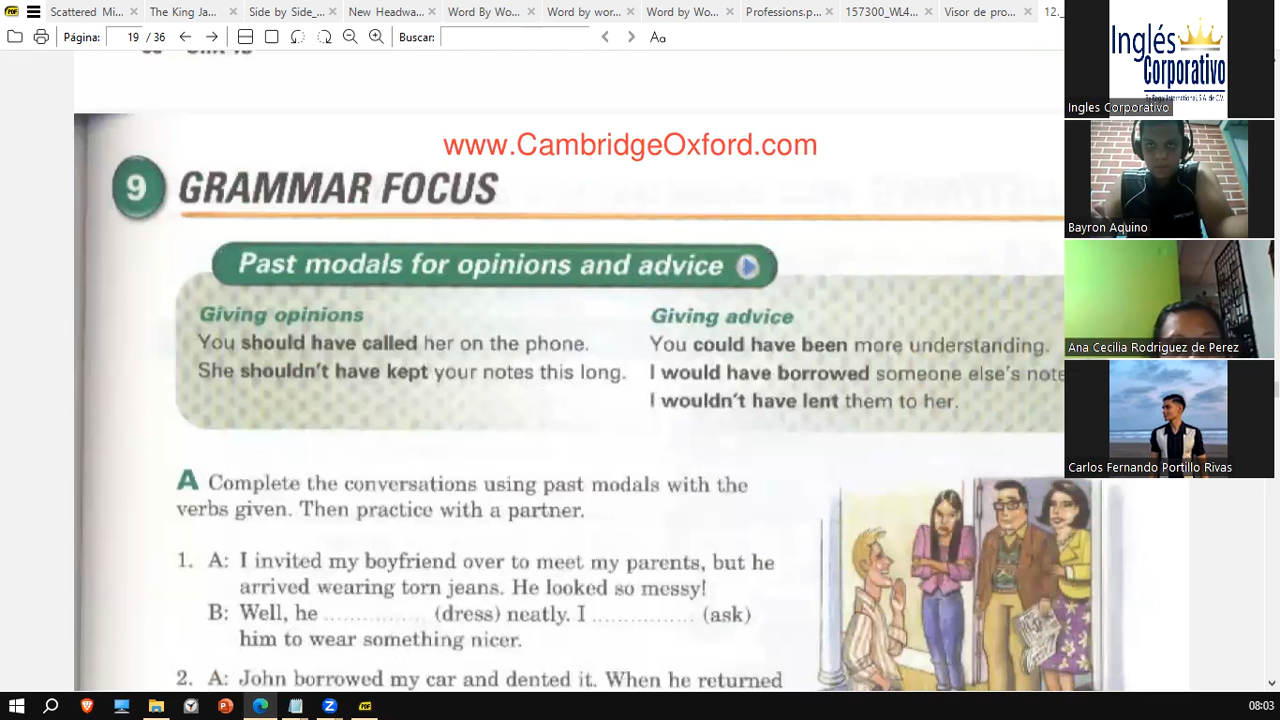 Scattered Mi...
The King Ja...
Side by Side_...
New Headwa...
Word By Wo...
Word by wor...
Word by Wo...
Professions.p...
157300_WL4...
Visor de pro...
12._
Página:
19 / 36
Buscar:
Aa
www.CambridgeOxford.com
9 GRAMMAR FOCUS
Past modals for opinions and advice
Giving opinions
You should have called her on the phone.
She shouldn't have kept your notes this long.
Giving advice
You could have been more understanding.
I would have borrowed someone else's note
I wouldn't have lent them to her.
A Complete the conversations using past modals with the
verbs given. Then practice with a partner.
1. A: I invited my boyfriend over to meet my parents, but he
arrived wearing torn jeans. He looked so messy!
B: Well, he .............. (dress) neatly. I .............. (ask)
him to wear something nicer.
2. A: John borrowed my car and dented it. When he returned
Inglés
Corporativo
Ingles Corporativo
Bayron Aquino
Ana Cecilia Rodriguez de Perez
Carlos Fernando Portillo Rivas
08:03